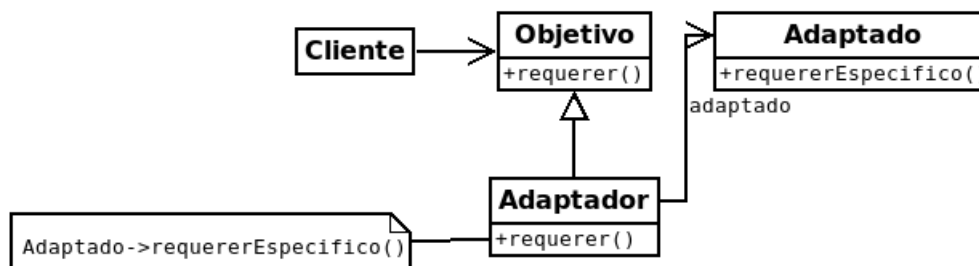 Cliente
Objetivo
+requerer()
Adaptado
+requererEspecifico(
adaptado
Adaptador
+requerer()
Adaptado->requererEspecifico()